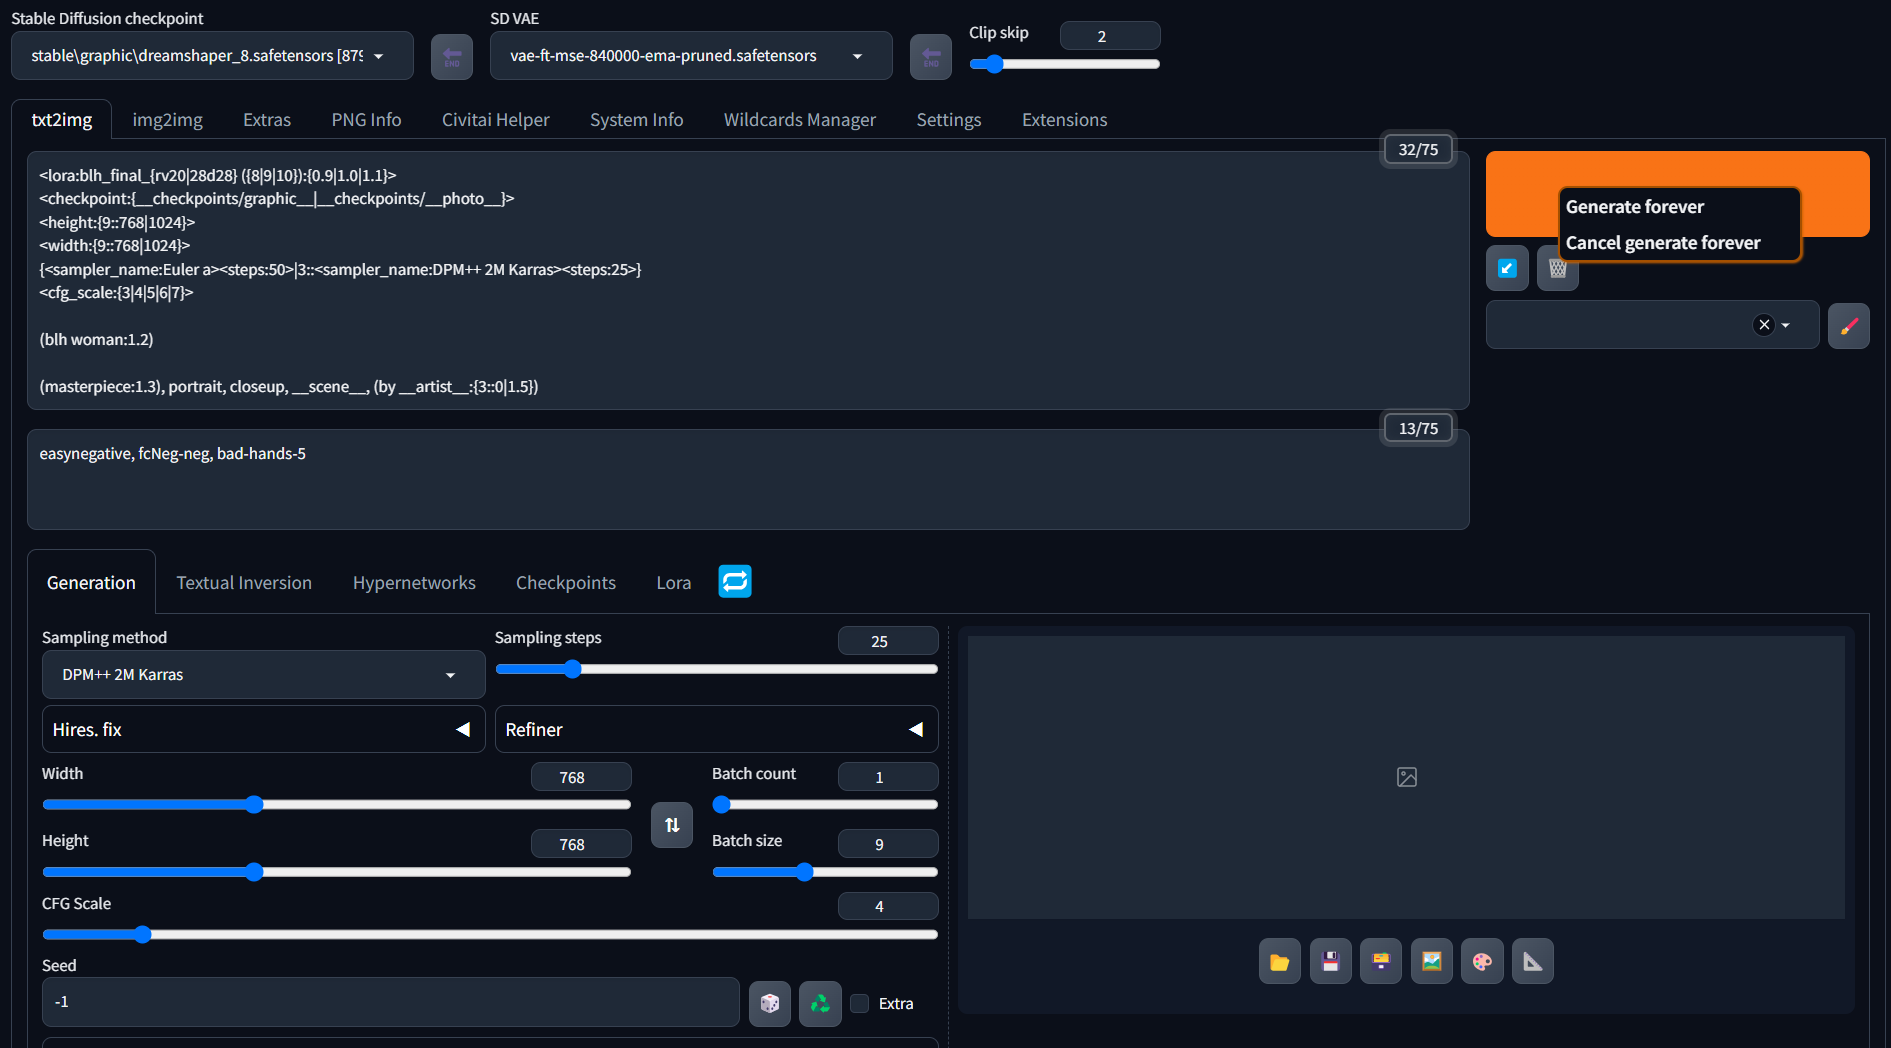 Stable Diffusion checkpoint
stable\graphic\dreamshaper_8.safetensors [879
END
SD VAE
vae-ft-mse-840000-ema-pruned.safetensors
END
Clip skip
2
txt2img
img2img
Extras
PNG Info
Civitai Helper
System Info
Wildcards Manager
Settings
Extensions
32/75
<lora:blh_final_{rv20|28d28} ({8|9|10}):{0.9|1.0|1.1}>
<checkpoint:{__checkpoints/graphic__|__checkpoints/__photo__}>
<height:{9::768|1024}>
<width:{9::768|1024}>
{<sampler_name:Euler a><steps:50>|3::<sampler_name:DPM++ 2M Karras><steps:25>}
<cfg_scale:{3|4|5|6|7}>
(blh woman:1.2)
(masterpiece:1.3), portrait, closeup, __scene__, (by __artist__:{3::0|1.5})
Generate forever
Cancel generate forever
13/75
easynegative, fcNeg-neg, bad-hands-5
Generation
Textual Inversion
Hypernetworks
Checkpoints
Lora
Sampling method
DPM++ 2M Karras
Sampling steps
25
Hires. fix
Refiner
Width
768
Batch count
1
Height
768
Batch size
9
CFG Scale
4
Seed
-1
Extra